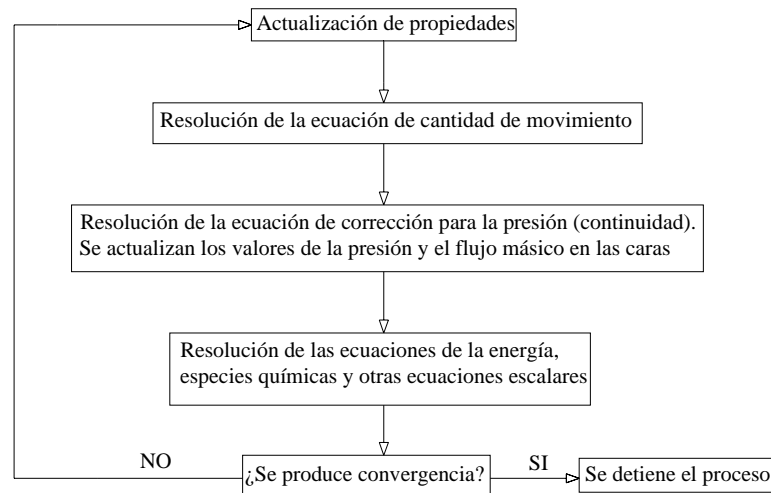 Actualización de propiedades
Resolución de la ecuación de cantidad de movimiento
Resolución de la ecuación de corrección para la presión (continuidad).
Se actualizan los valores de la presión y el flujo másico en las caras
Resolución de las ecuaciones de la energía,
especies químicas y otras ecuaciones escalares
NO
¿Se produce convergencia?
SI
Se detiene el proceso